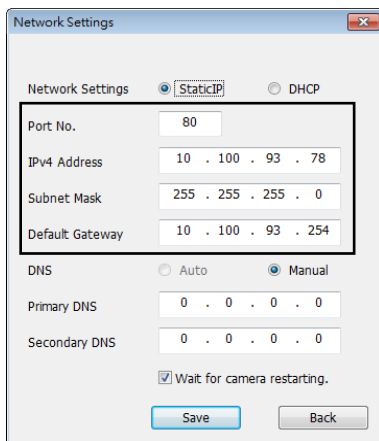 Network Settings
Network Settings StaticIP DHCP
Port No. 80
IPv4 Address 10 . 100 . 93 . 78
Subnet Mask 255 . 255 . 255 . 0
Default Gateway 10 . 100 . 93 . 254
DNS Auto Manual
Primary DNS 0 . 0 . 0 . 0
Secondary DNS 0 . 0 . 0 . 0
Wait for camera restarting.
Save Back